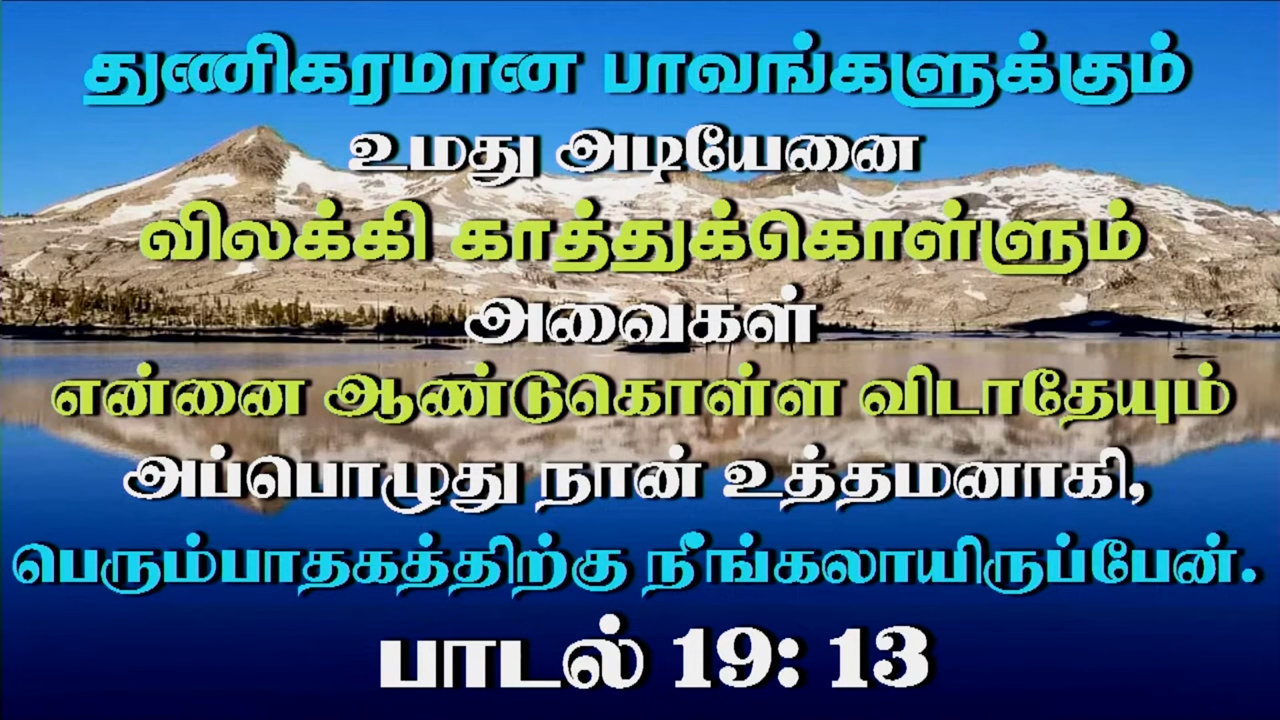 துணிகரமான பாவங்களுக்கும்
உமது அடியேனை
விலக்கி காத்துக்கொள்ளும்
அவைகள்
என்னை ஆண்டுகொள்ள விடாதேயும்
அப்பொழுது நான் உத்தமனாகி,
பெரும்பாதகத்திற்கு நீங்கலாயிருப்பேன்.
பாடல் 19: 13